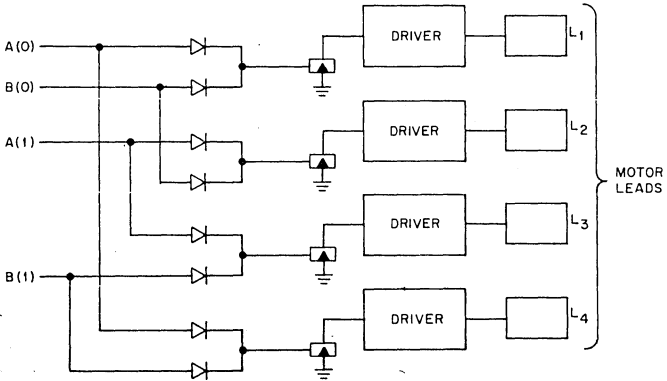 A(0)
DRIVER
L1
B(0)
A(1)
DRIVER
L2
MOTOR
LEADS
DRIVER
L3
B(1)
DRIVER
L4